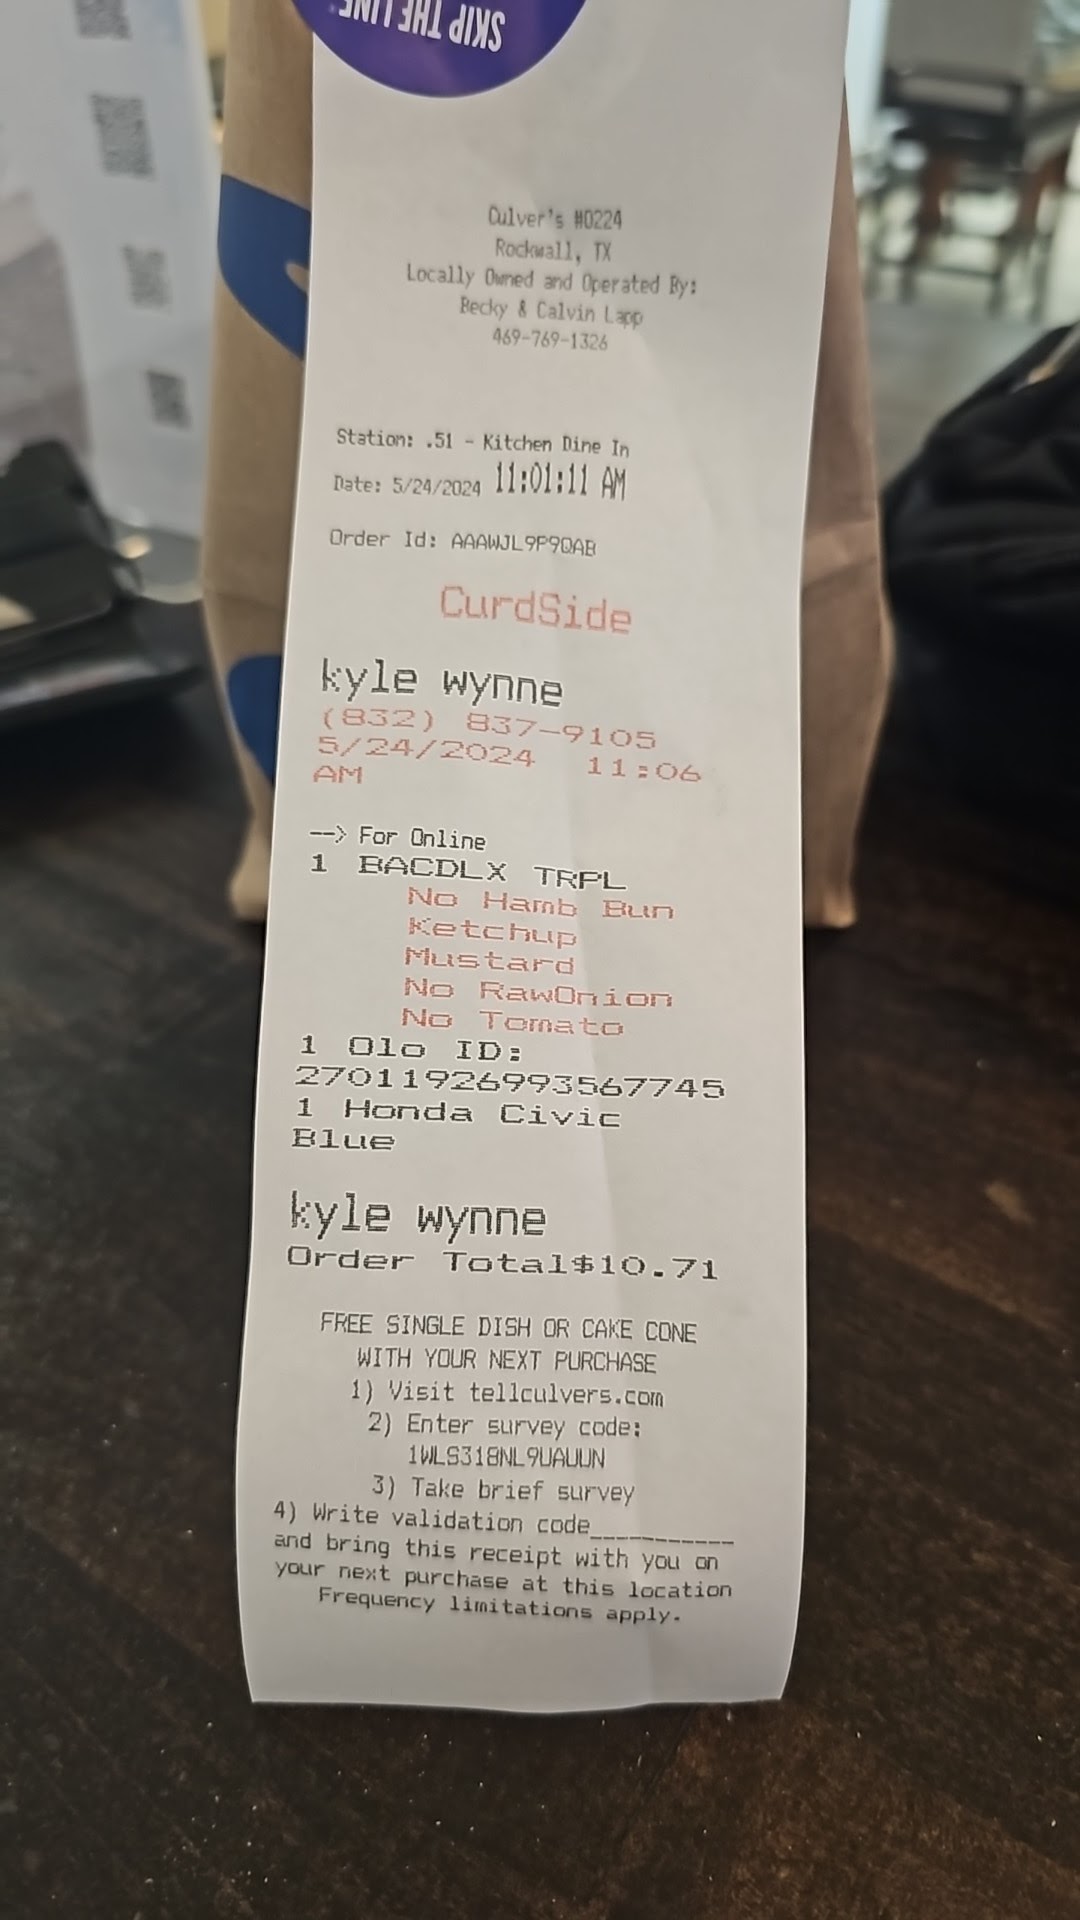 SKIP THE LINE
Culver's #0224
Rockwall, TX
Locally Owned and Operated By:
Becky & Calvin Lapp
469-769-1326
Station: .51 - Kitchen Dine In
Date: 5/24/2024 11:01:11 AM
Order Id: AAAWJL9P9QAB
CurdSide
kyle wynne
(832) 837-9105
5/24/2024 11:06
AM
--> For Online
1 BACDLX TRPL
No Hamb Bun
Ketchup
Mustard
No RawOnion
No Tomato
1 Olo ID:
27011926993567745
1 Honda Civic
Blue
kyle wynne
Order Total$10.71
FREE SINGLE DISH OR CAKE CONE
WITH YOUR NEXT PURCHASE
1) Visit tellculvers.com
2) Enter survey code:
1WLS318NL9UAUUN
3) Take brief survey
4) Write validation code___________
and bring this receipt with you on
your next purchase at this location
Frequency limitations apply.